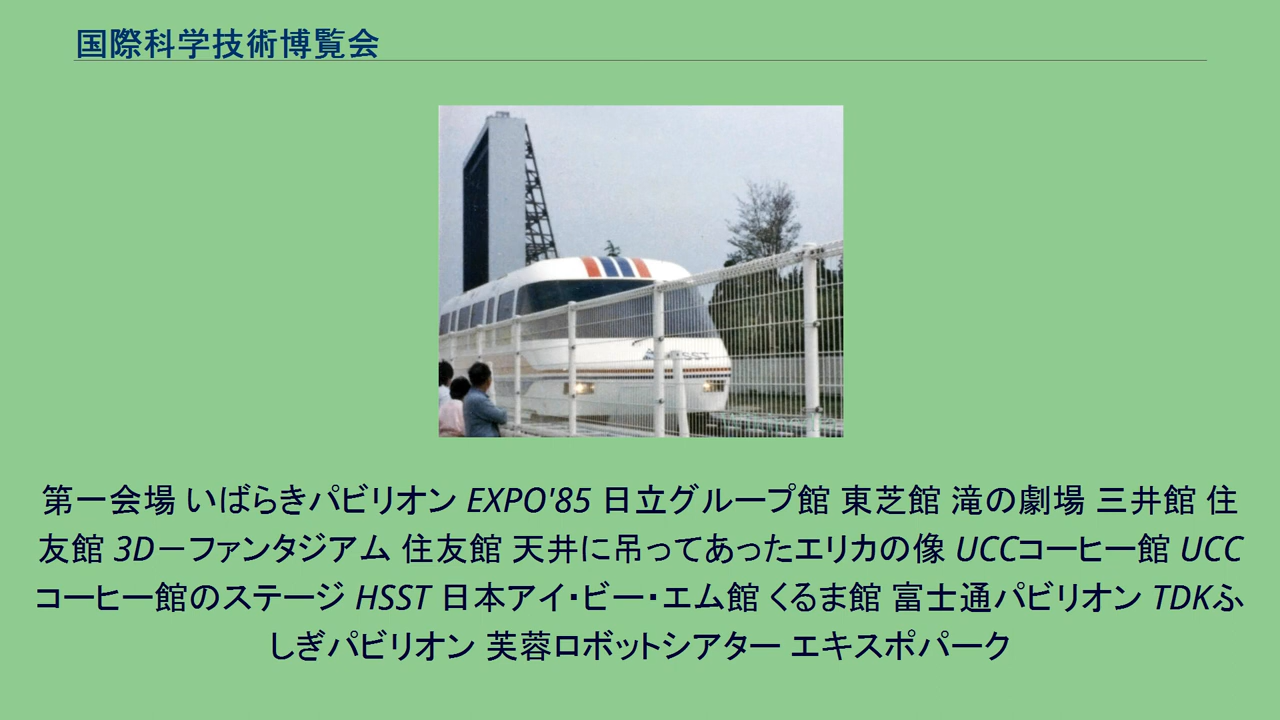 国際科学技術博覧会
HSST
第一会場 いばらきパビリオン EXPO'85 日立グループ館 東芝館 滝の劇場 三井館 住
友館 3D－ファンタジアム 住友館 天井に吊ってあったエリカの像 UCCコーヒー館 UCC
コーヒー館のステージ HSST 日本アイ・ビー・エム館 くるま館 富士通パビリオン TDKふ
しぎパビリオン 芙蓉ロボットシアター エキスポパーク